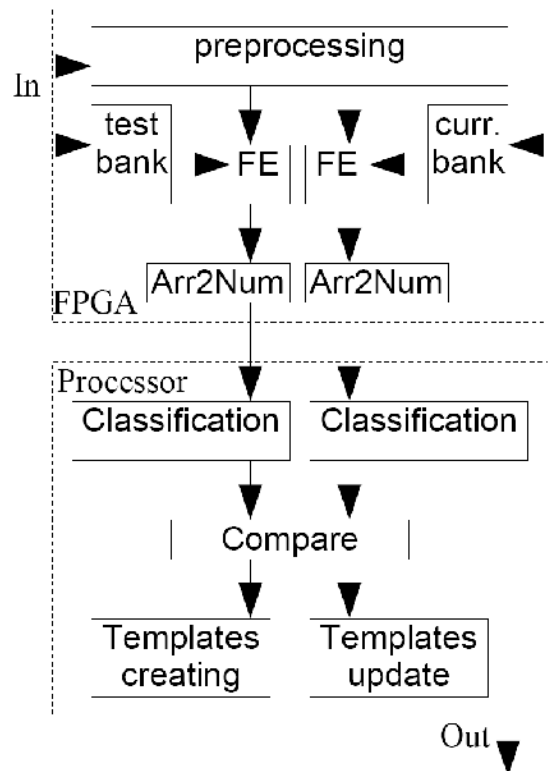 preprocessing
In
test
bank
FE
FE
curr.
bank
Arr2Num
Arr2Num
FPGA
Processor
Classification
Classification
Compare
Templates
creating
Templates
update
Out